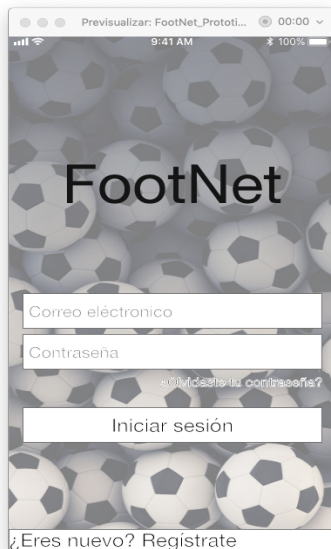 Previsualizar: FootNet_Prototi... 00:00
9:41 AM 100%
FootNet
Correo eléctronico
Contraseña
¿Olvidaste tu contraseña?
Iniciar sesión
¿Eres nuevo? Regístrate